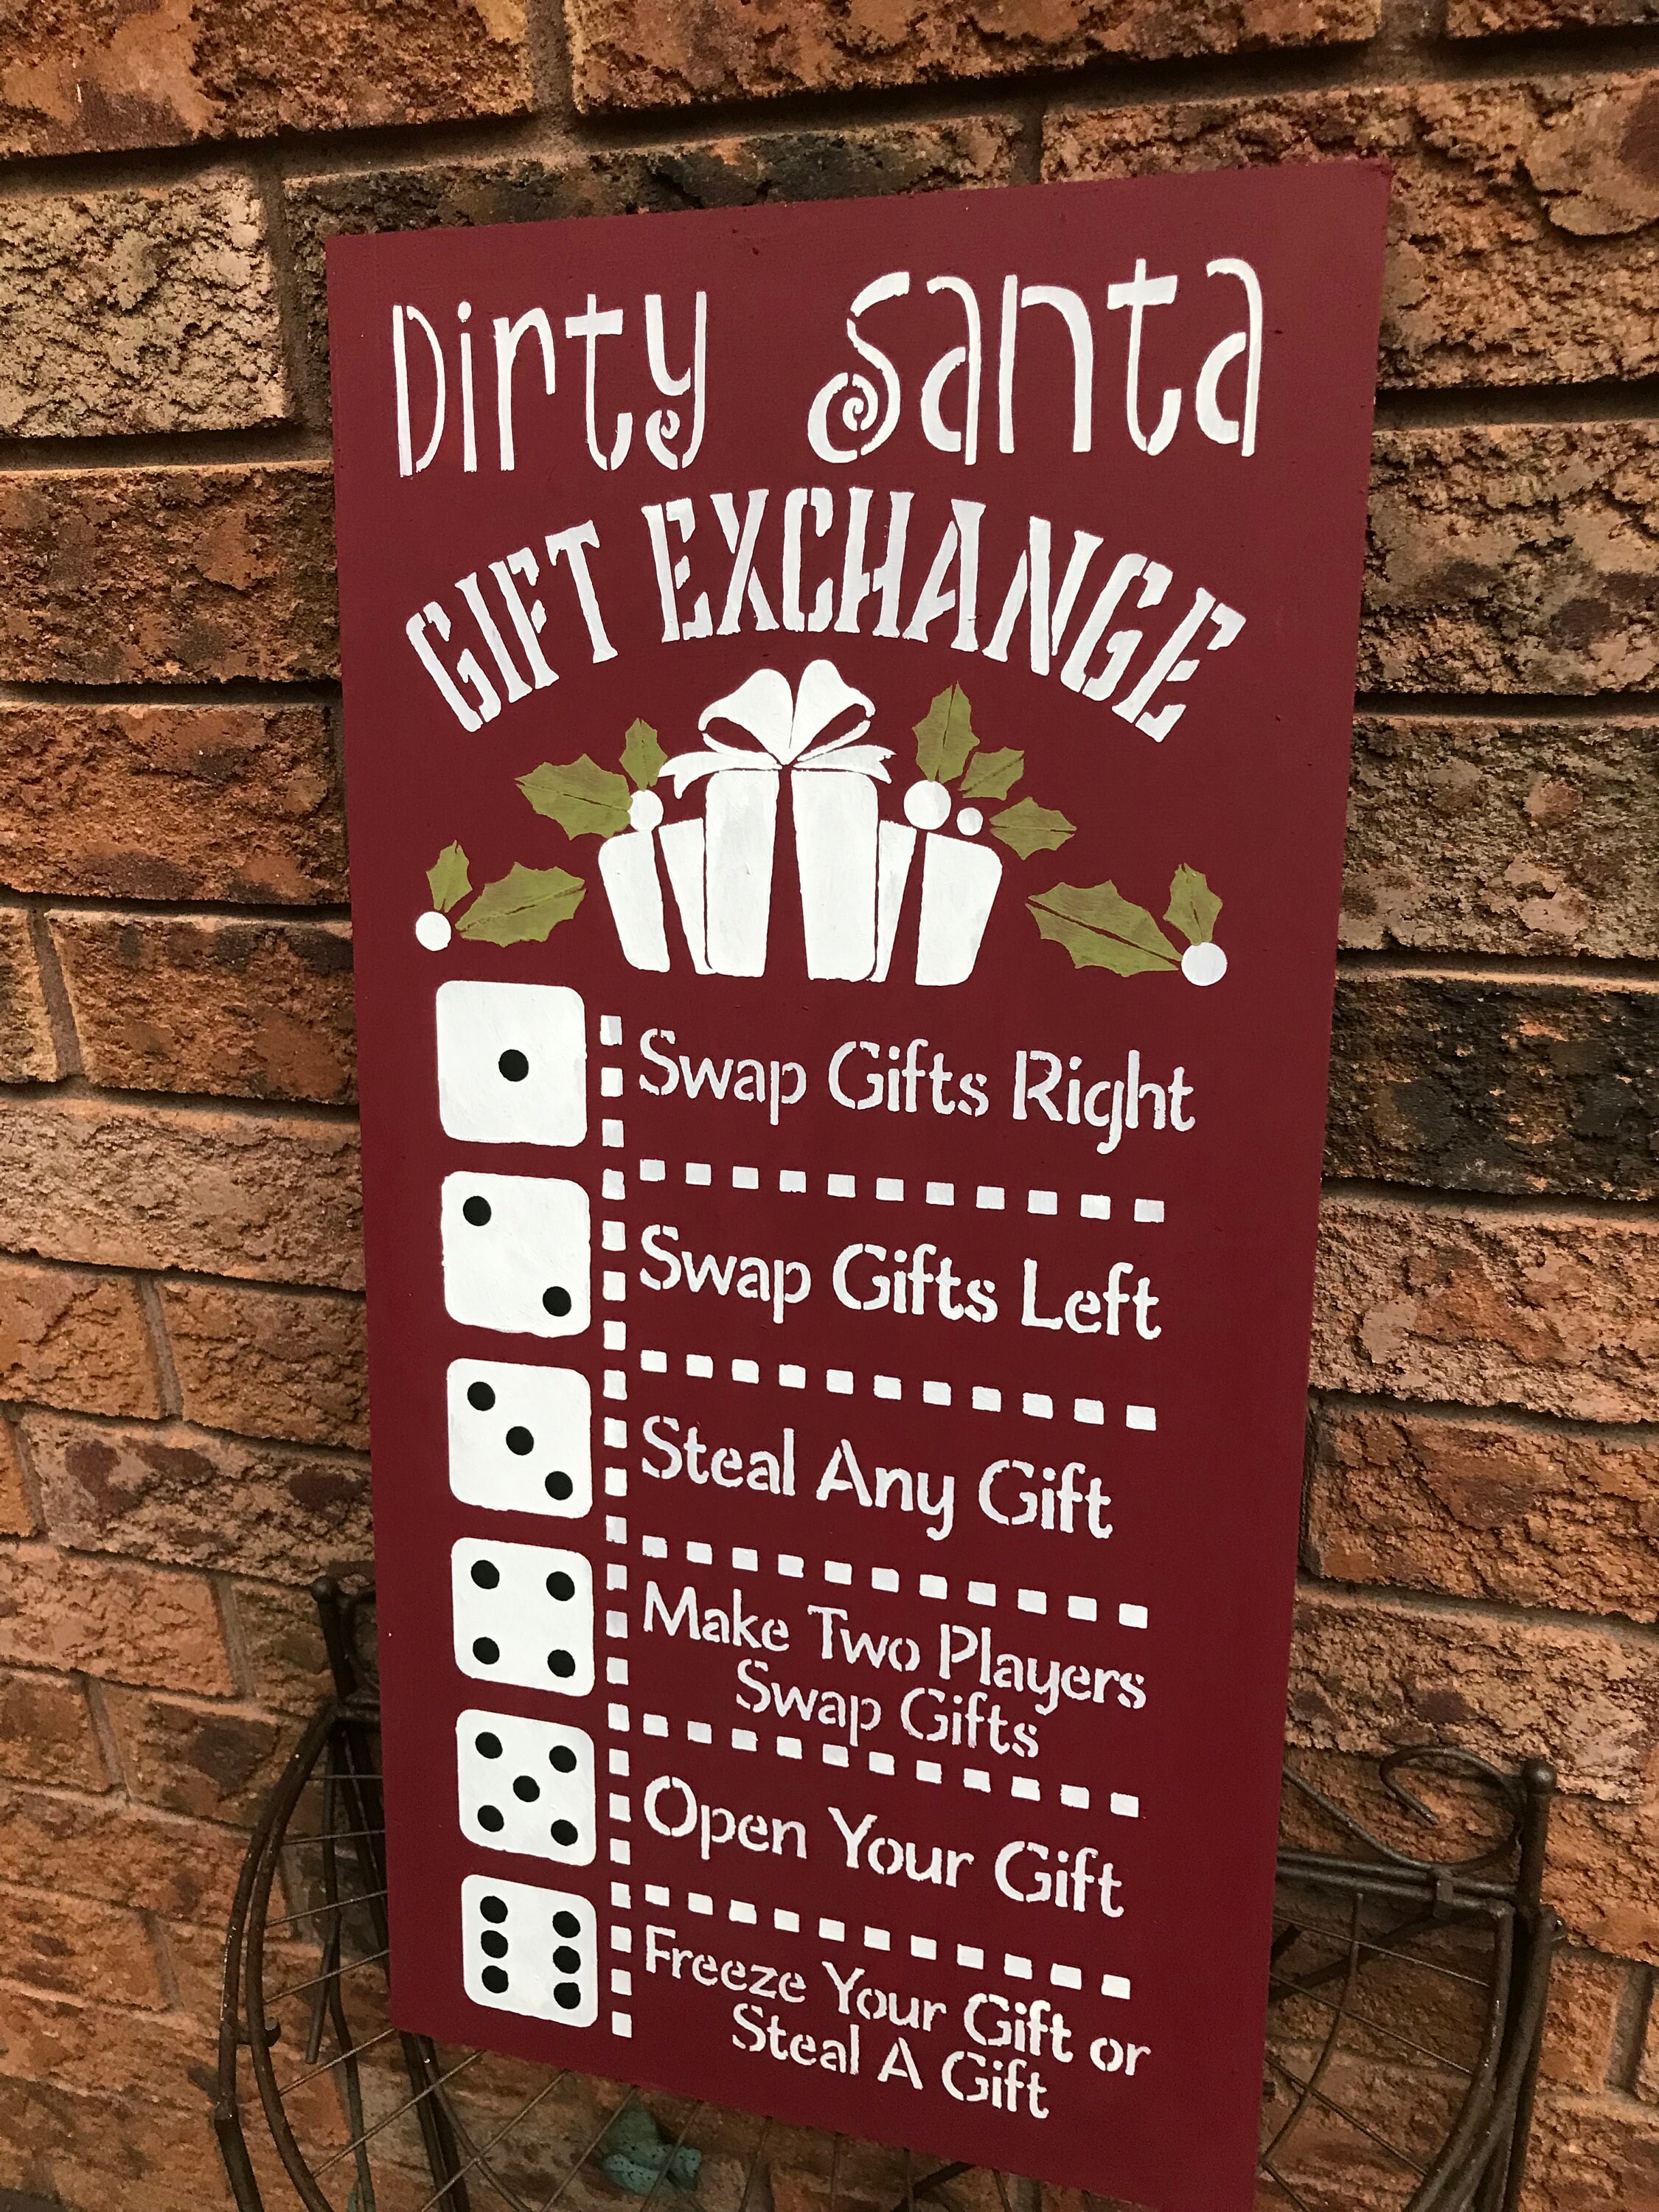 Dirty Santa
GIFT EXCHANGE
Swap Gifts Right
Swap Gifts Left
Steal Any Gift
Make Two Players
Swap Gifts
Open Your Gift
Freeze Your Gift or
Steal A Gift